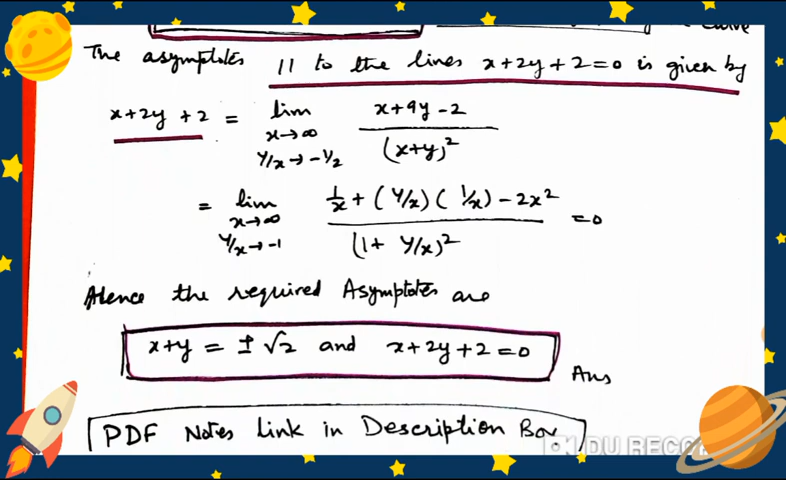 The asymptotes || to the lines x+2y+2=0 is given by
x+2y+2 = lim x→∞ y/x→-1/2 x+9y-2 / (x+y)²
= lim x→∞ y/x→-1 1/x + (y/x)(1/x) - 2x² / (1+ y/x)² =0
Hence the required Asymptotes are
x+y = ±√2 and x+2y+2=0
Ans
PDF Notes Link in Description Box